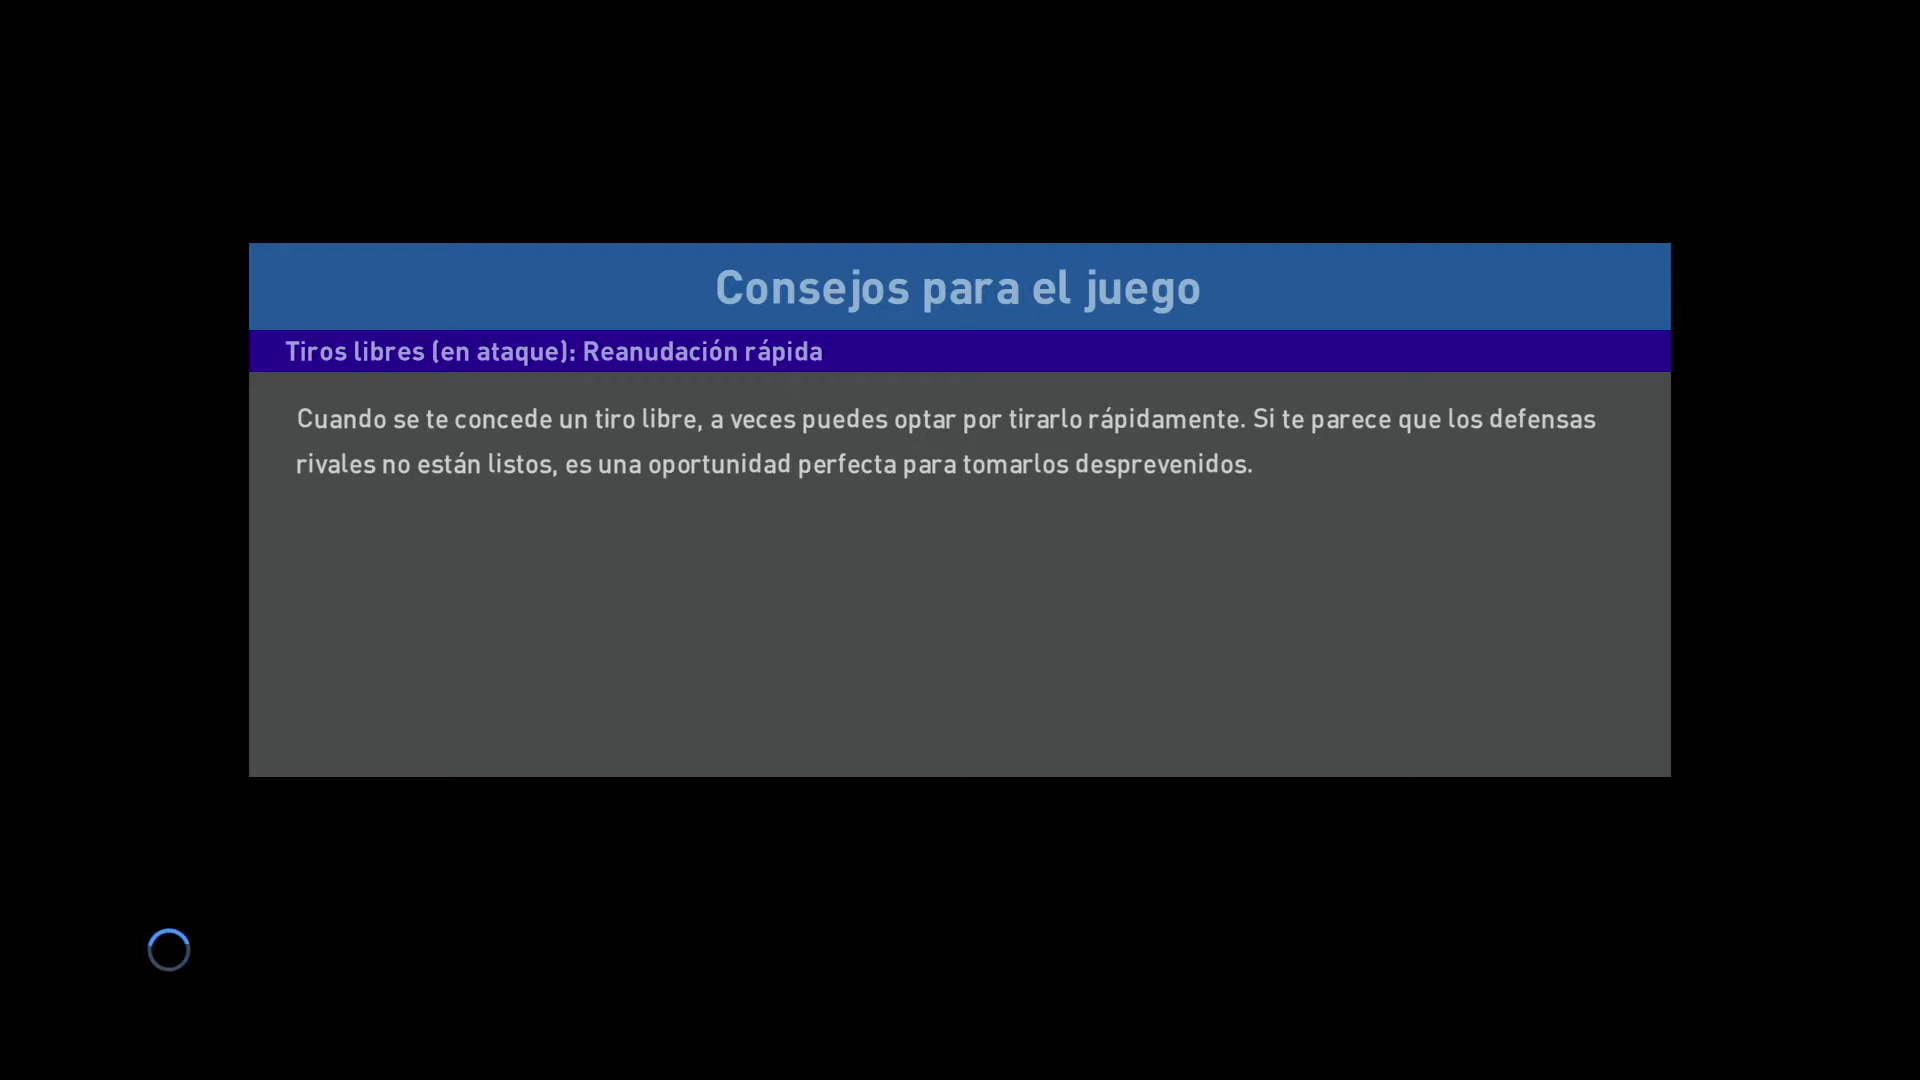 Consejos para el juego
Tiros libres (en ataque): Reanudación rápida
Cuando se te concede un tiro libre, a veces puedes optar por tirarlo rápidamente. Si te parece que los defensas
rivales no están listos, es una oportunidad perfecta para tomarlos desprevenidos.